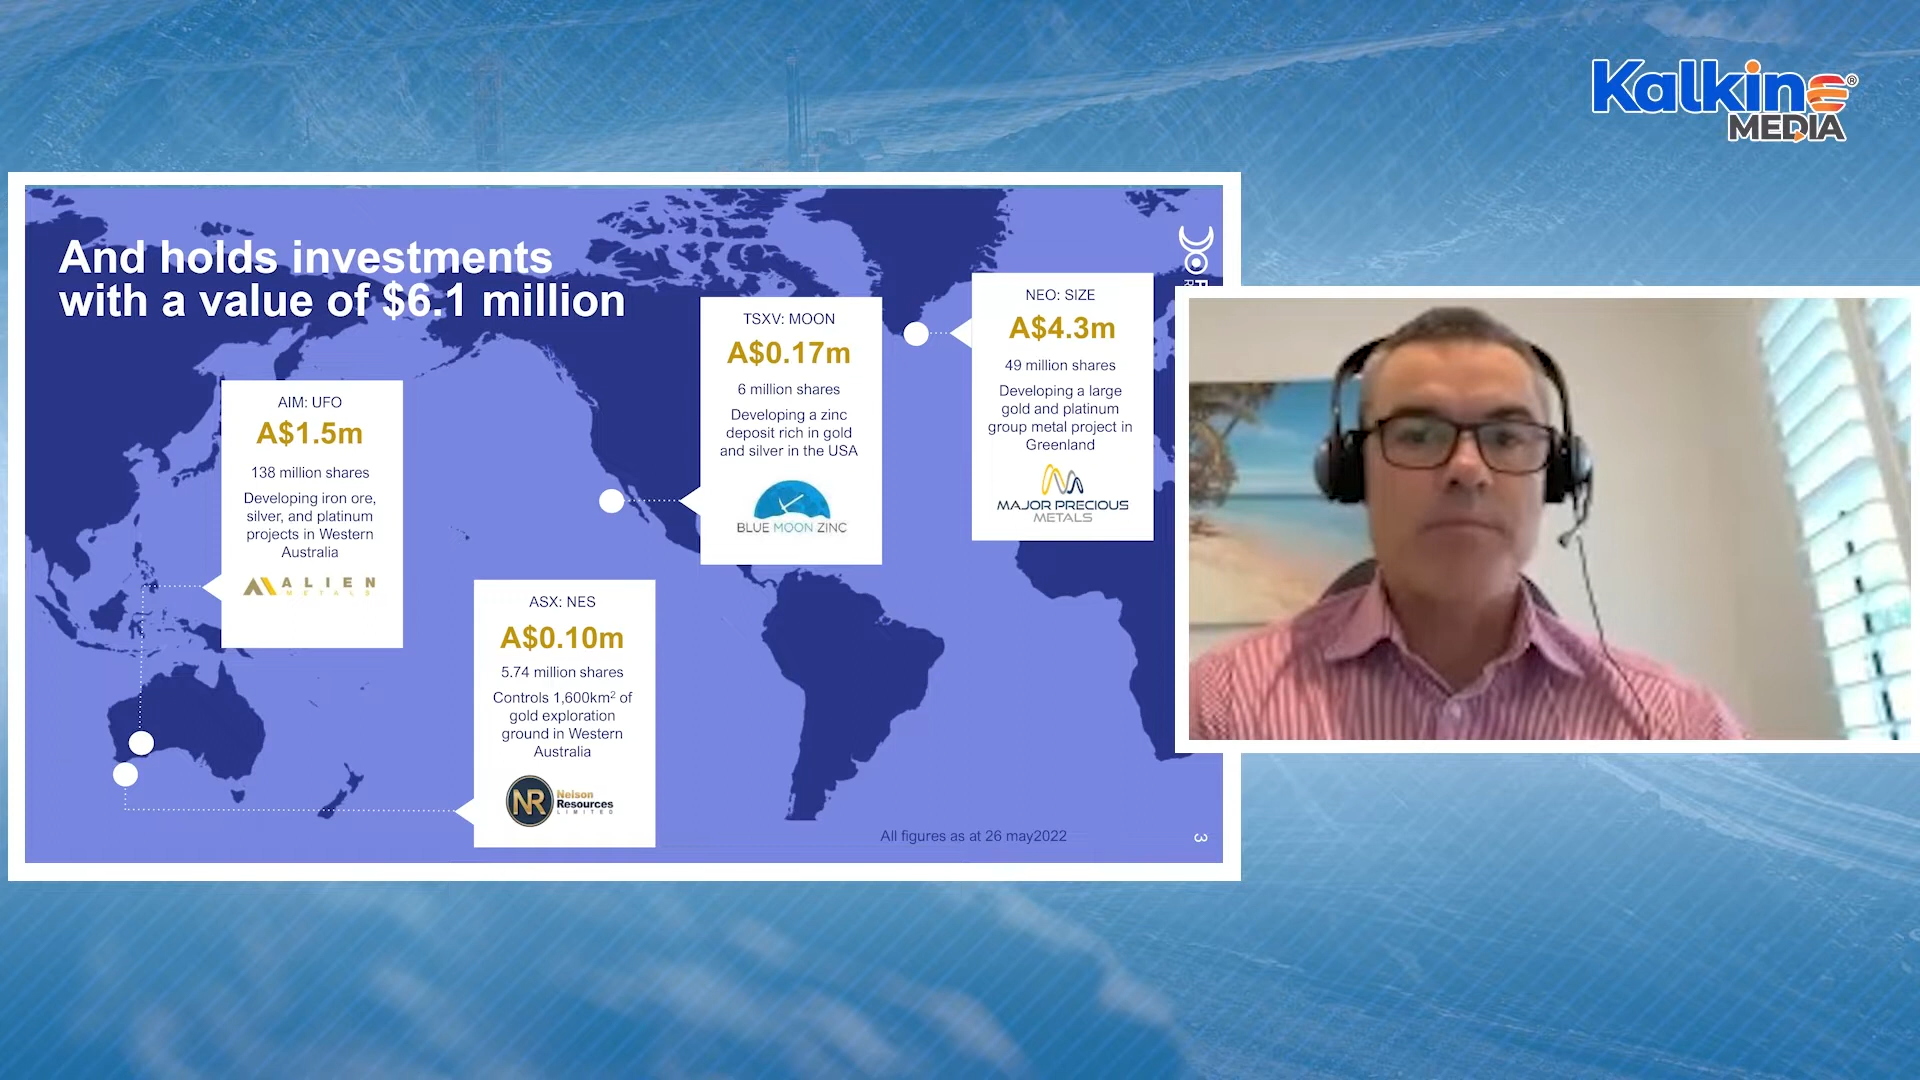 Kalkine®
MEDIA
And holds investments
with a value of $6.1 million
AIM: UFO
A$1.5m
138 million shares
Developing iron ore,
silver, and platinum
projects in Western
Australia
ALIEN
METALS
ASX: NES
A$0.10m
5.74 million shares
Controls 1,600km² of
gold exploration
ground in Western
Australia
NR
Nelson
Resources
LIMITED
TSXV: MOON
A$0.17m
6 million shares
Developing a zinc
deposit rich in gold
and silver in the USA
BLUE MOON ZINC
NEO: SIZE
A$4.3m
49 million shares
Developing a large
gold and platinum
group metal project in
Greenland
MAJOR PRECIOUS
METALS
All figures as at 26 may2022
3